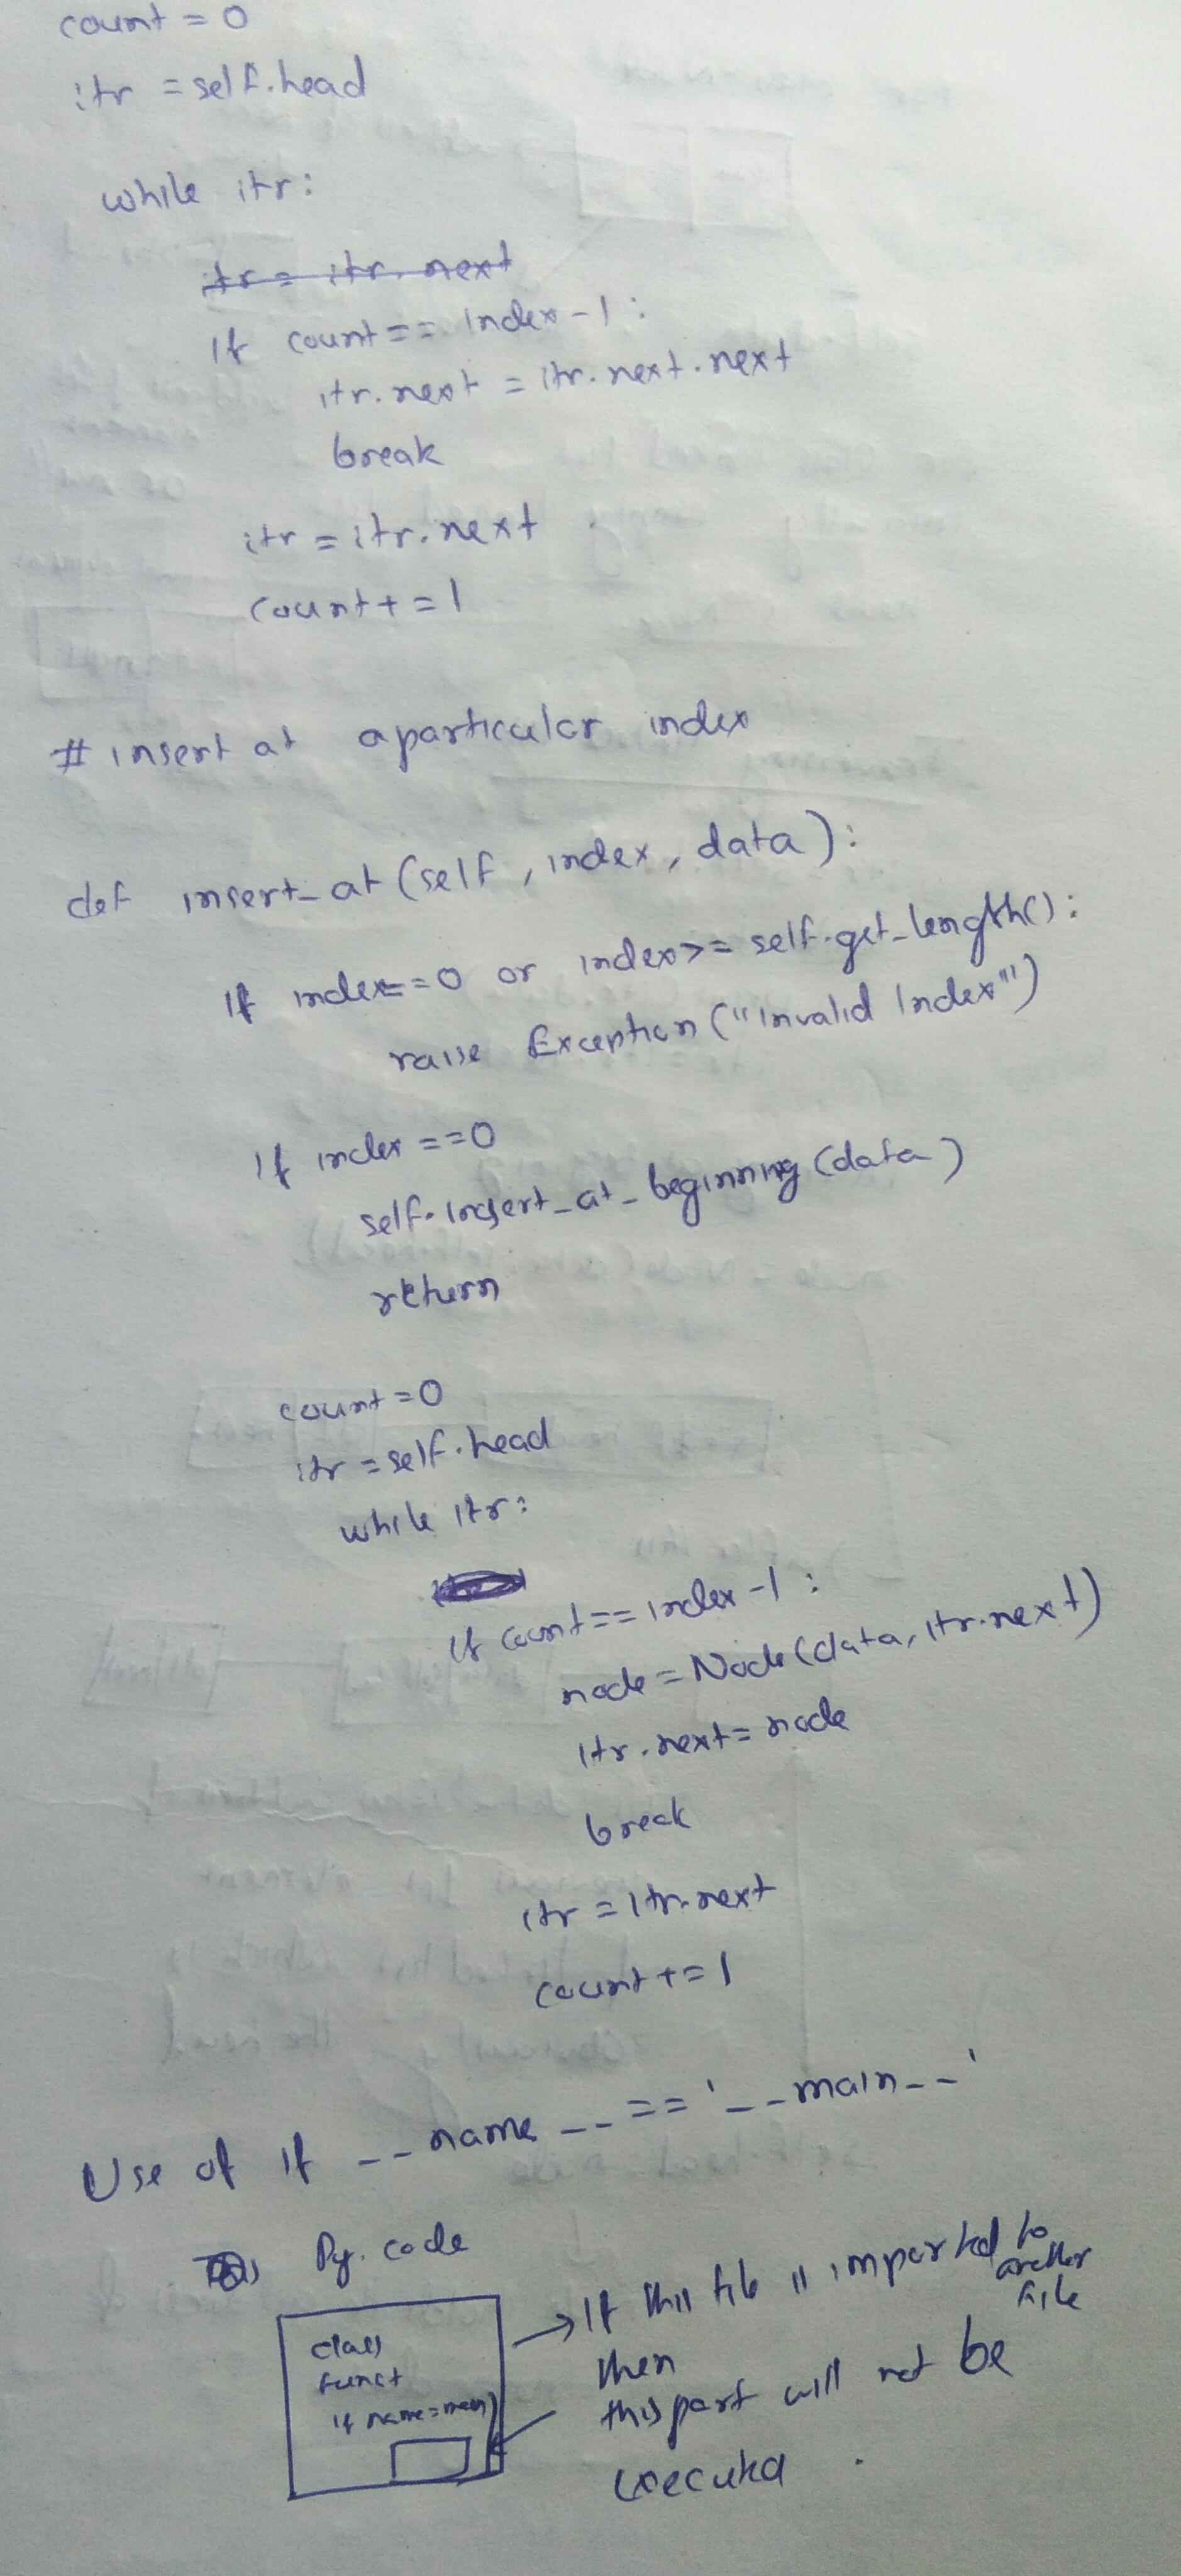 count = 0
itr = self.head
while itr:
itr = itr.next
If count == index-1 :
itr.next = itr.next.next
break
itr = itr.next
count+=1
# insert at a particular index
def insert_at (self, index, data):
If index==0 or index>= self.get_length():
raise Exception ("Invalid Index")
If index ==0
self.insert_at_beginning (data)
return
count =0
itr = self.head
while itr:
If count== index-1 :
node = Node (data, itr.next)
itr.next= node
break
itr = itr.next
count+=1
Use of if __name__ == '__main__'
Py. code
class
funct
if name=main)
→ If this file is imported to another file
then
this part will not be
executed.